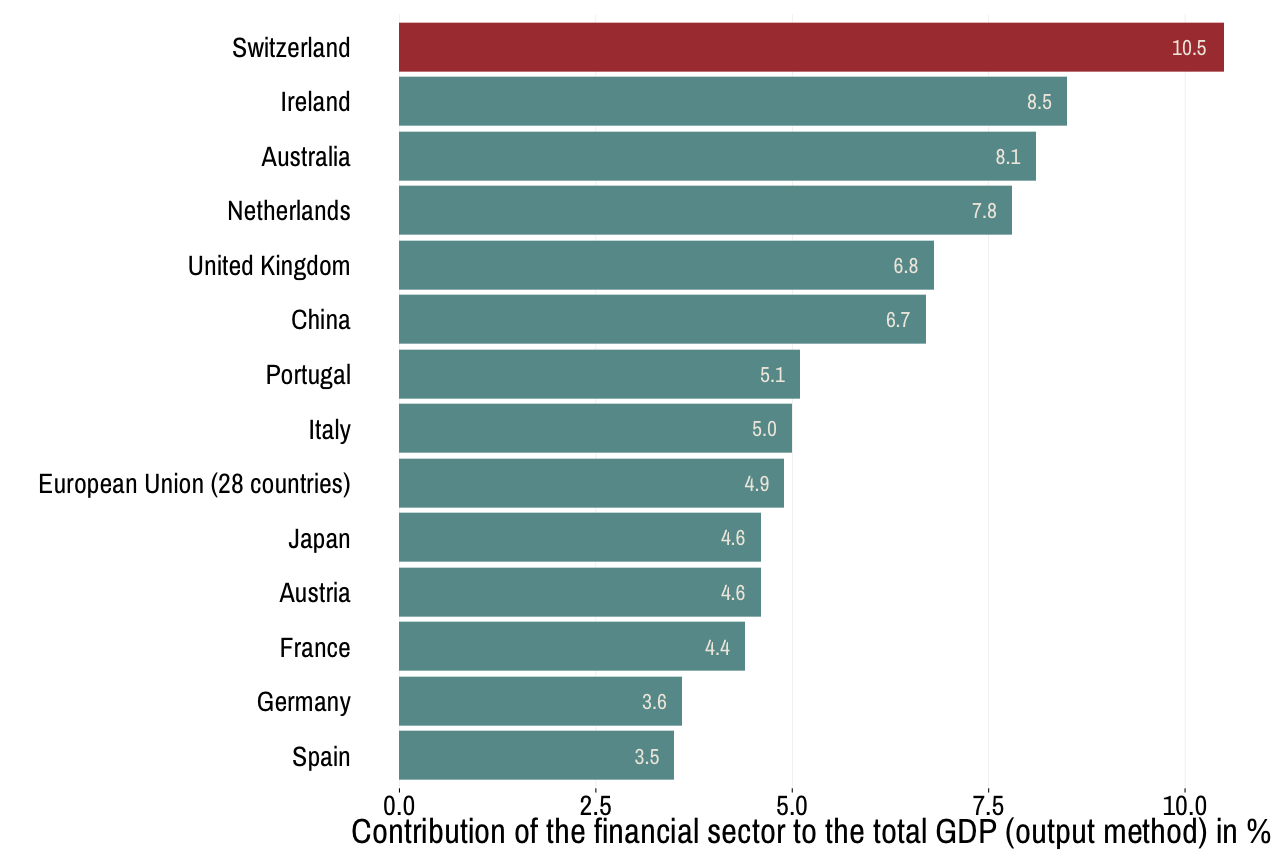 Switzerland 10.5
Ireland 8.5
Australia 8.1
Netherlands 7.8
United Kingdom 6.8
China 6.7
Portugal 5.1
Italy 5.0
European Union (28 countries) 4.9
Japan 4.6
Austria 4.6
France 4.4
Germany 3.6
Spain 3.5
0.0 2.5 5.0 7.5 10.0
Contribution of the financial sector to the total GDP (output method) in %